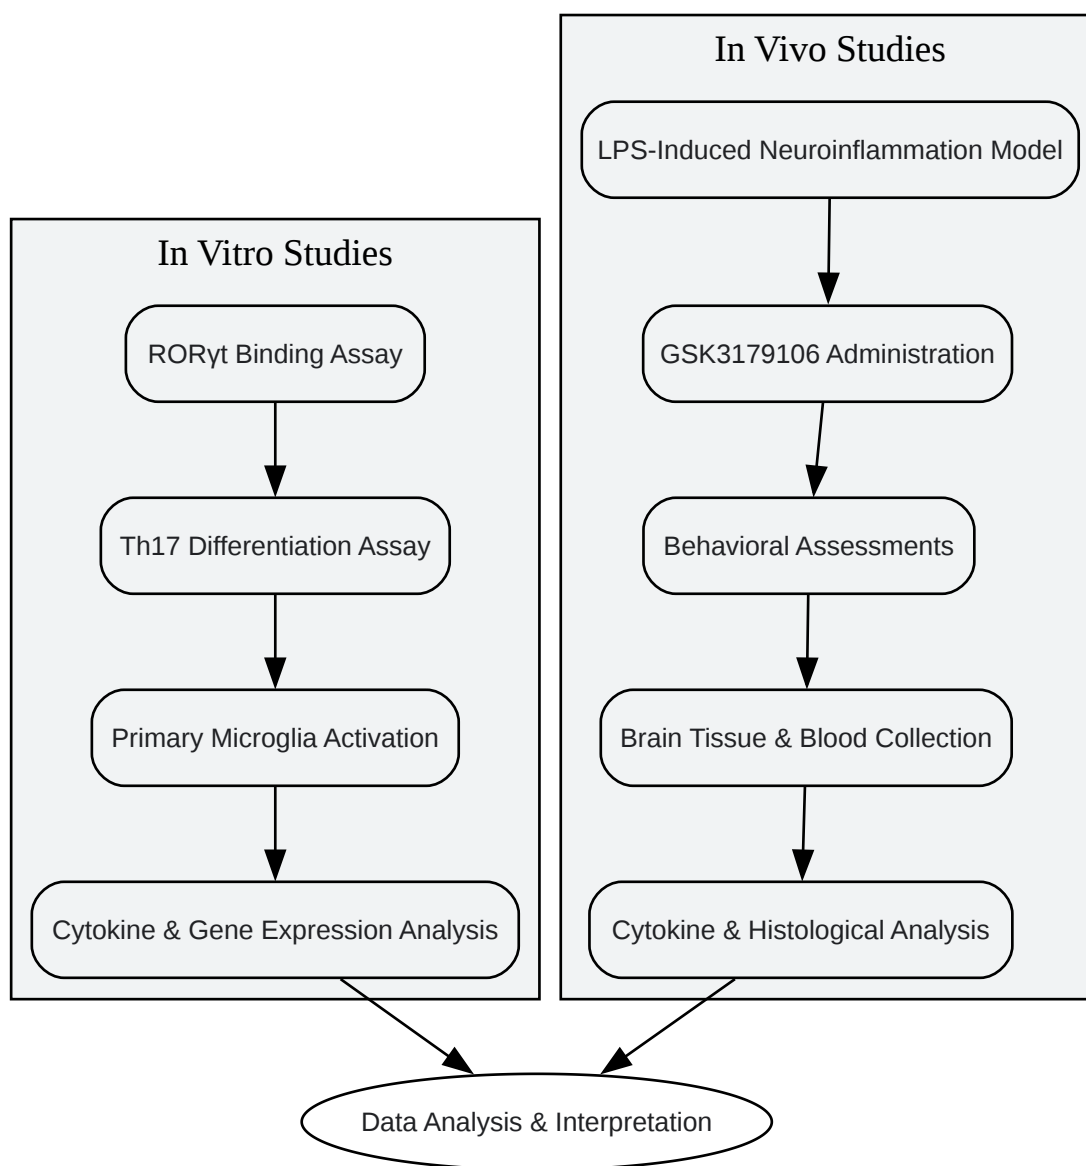 In Vitro Studies
RORγt Binding Assay
Th17 Differentiation Assay
Primary Microglia Activation
Cytokine & Gene Expression Analysis
In Vivo Studies
LPS-Induced Neuroinflammation Model
GSK3179106 Administration
Behavioral Assessments
Brain Tissue & Blood Collection
Cytokine & Histological Analysis
Data Analysis & Interpretation